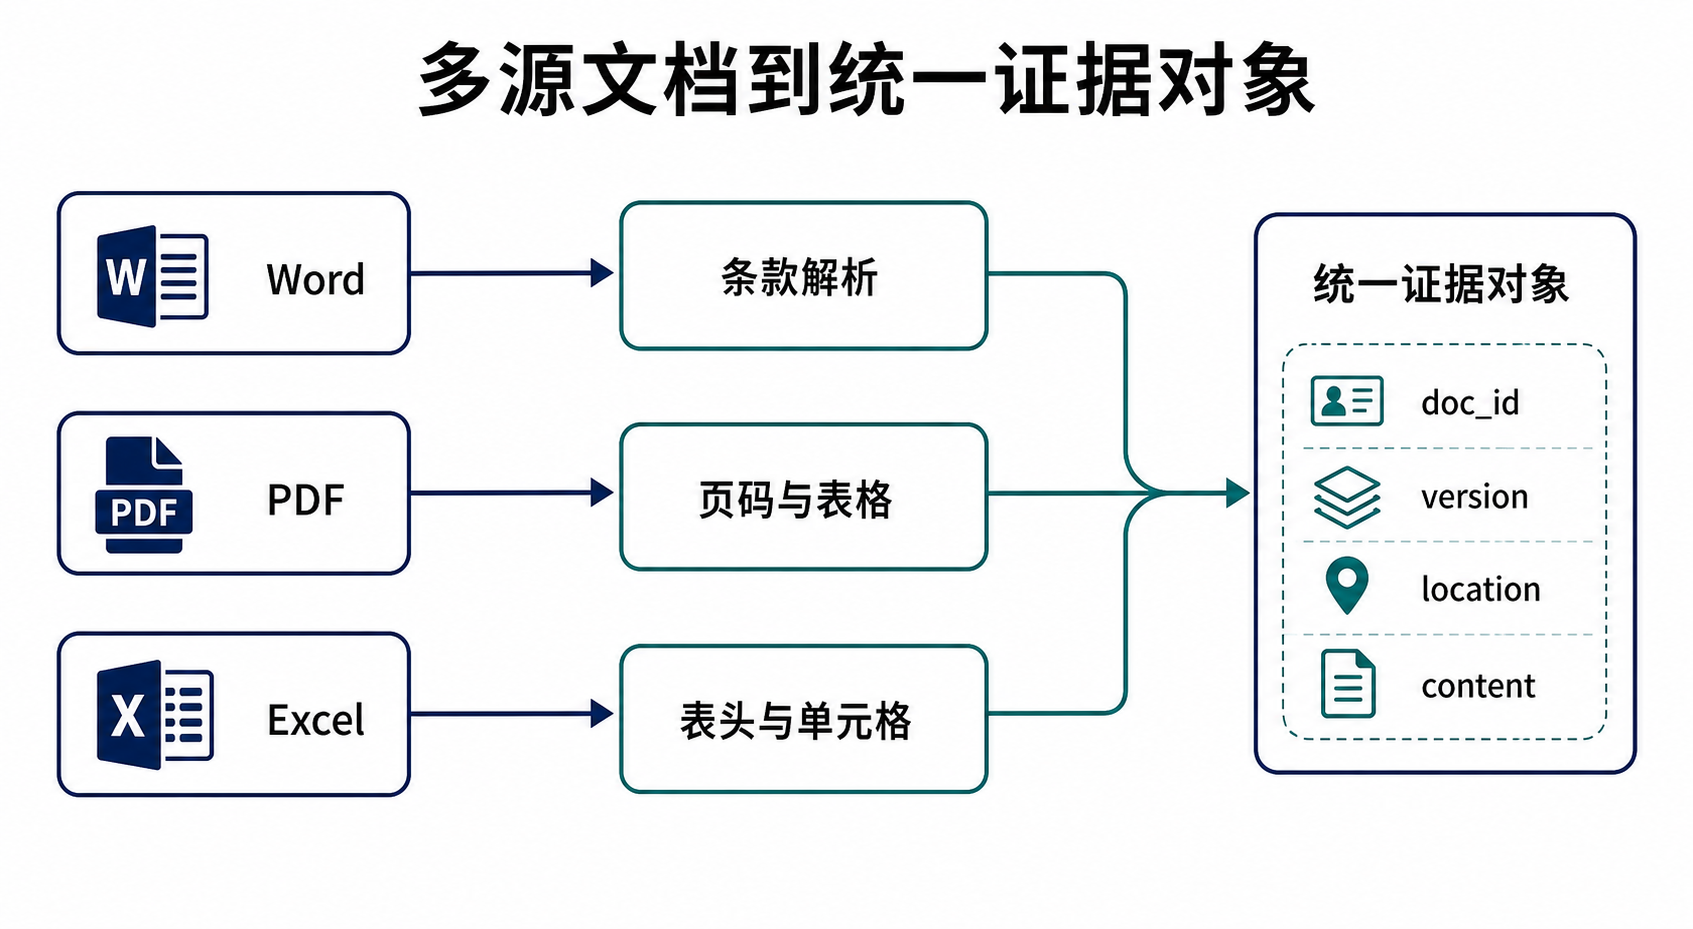 多源文档到统一证据对象
W
Word
条款解析
PDF
PDF
页码与表格
X
Excel
表头与单元格
统一证据对象
doc_id
version
location
content